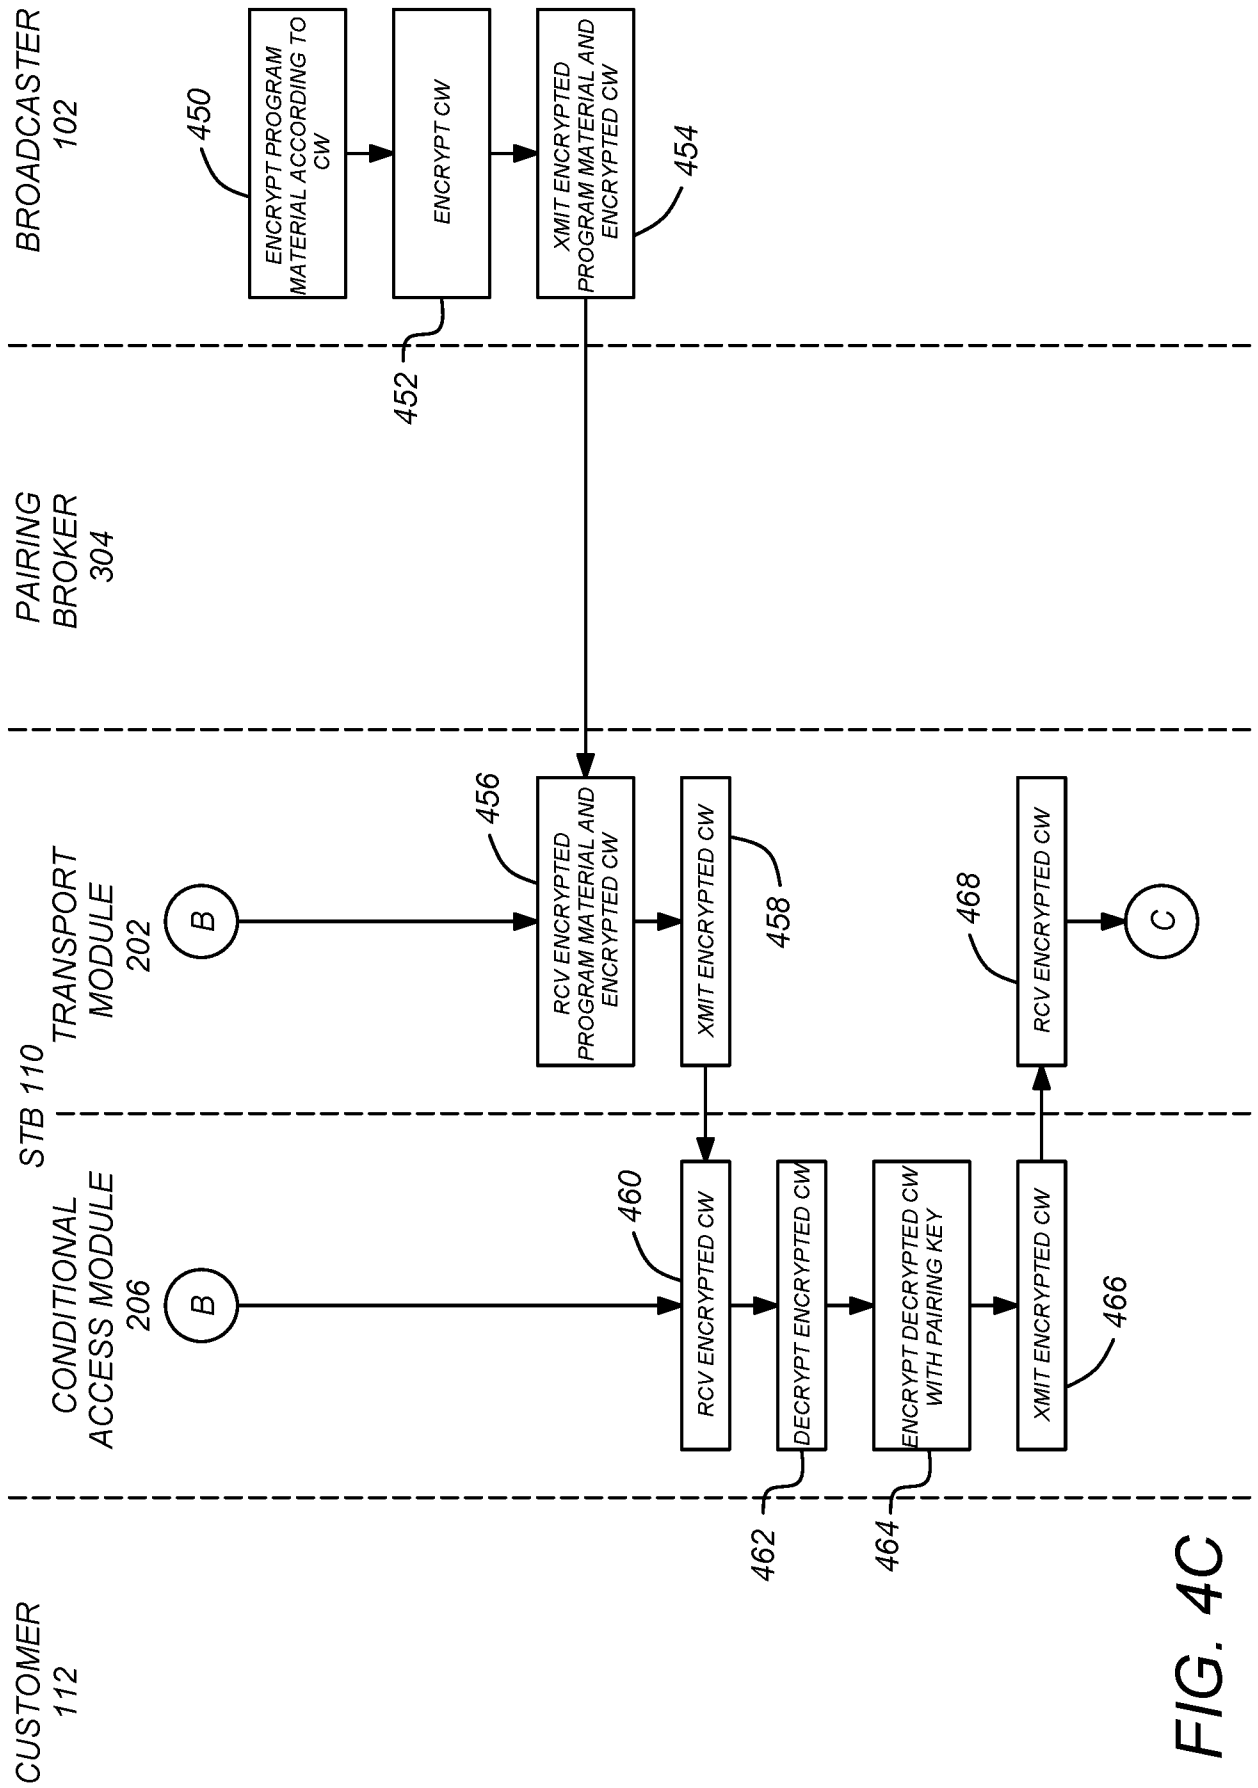 CUSTOMER
112
STB 110
CONDITIONAL
ACCESS MODULE
206
TRANSPORT
MODULE
202
PAIRING
BROKER
304
BROADCASTER
102
B
B
450
ENCRYPT PROGRAM
MATERIAL ACCORDING TO
CW
452
ENCRYPT CW
XMIT ENCRYPTED
PROGRAM MATERIAL AND
ENCRYPTED CW
454
456
RCV ENCRYPTED
PROGRAM MATERIAL AND
ENCRYPTED CW
XMIT ENCRYPTED CW
458
460
RCV ENCRYPTED CW
462
DECRYPT ENCRYPTED CW
464
ENCRYPT DECRYPTED CW
WITH PAIRING KEY
XMIT ENCRYPTED CW
466
468
RCV ENCRYPTED CW
C
FIG. 4C